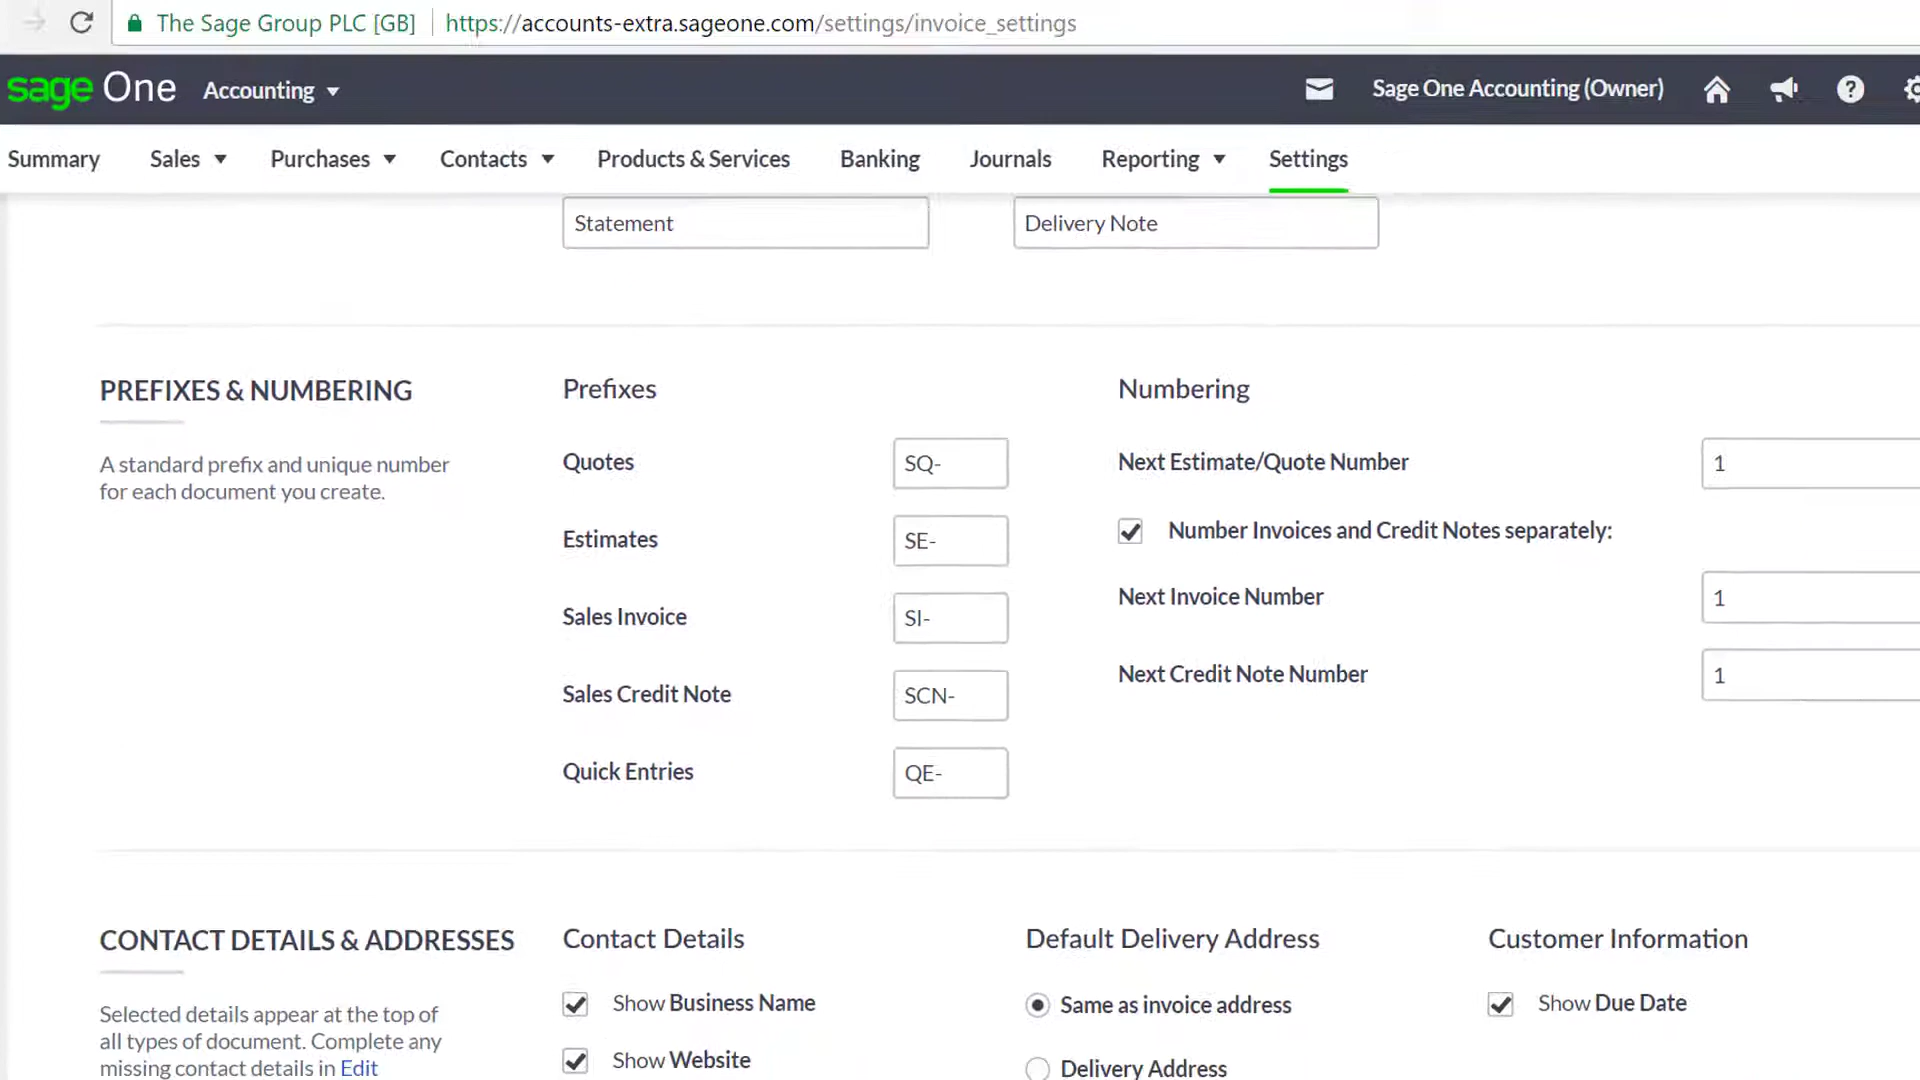 The Sage Group PLC [GB] https://accounts-extra.sageone.com/settings/invoice_settings
sage One Accounting Sage One Accounting (Owner) ?
Summary Sales Purchases Contacts Products & Services Banking Journals Reporting Settings
Statement Delivery Note
PREFIXES & NUMBERING
A standard prefix and unique number
for each document you create.
Prefixes
Quotes SQ-
Estimates SE-
Sales Invoice SI-
Sales Credit Note SCN-
Quick Entries QE-
Numbering
Next Estimate/Quote Number 1
Number Invoices and Credit Notes separately:
Next Invoice Number 1
Next Credit Note Number 1
CONTACT DETAILS & ADDRESSES
Selected details appear at the top of
all types of document. Complete any
missing contact details in Edit
Contact Details
Show Business Name
Show Website
Default Delivery Address
Same as invoice address
Delivery Address
Customer Information
Show Due Date